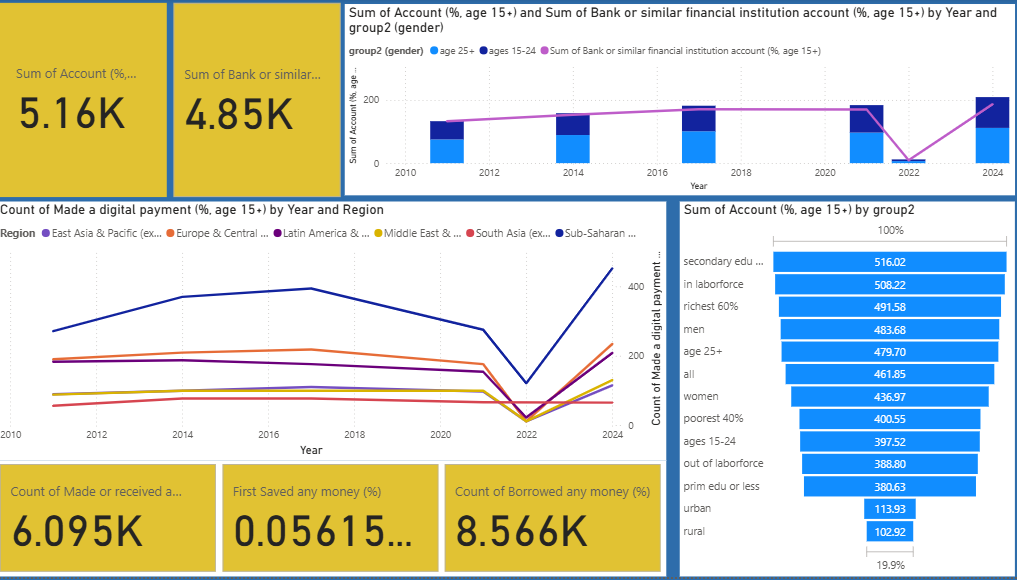 Sum of Account (%,...
5.16K
Sum of Bank or similar...
4.85K
Sum of Account (%, age 15+) and Sum of Bank or similar financial institution account (%, age 15+) by Year and
group2 (gender)
group2 (gender) age 25+ ages 15-24 Sum of Bank or similar financial institution account (%, age 15+)
Sum of Account (%, age ...
200
0
2010 2012 2014 2016 2018 2020 2022 2024
Year
Count of Made a digital payment (%, age 15+) by Year and Region
Region East Asia & Pacific (ex... Europe & Central ... Latin America & ... Middle East & ... South Asia (ex... Sub-Saharan ...
400
200
0
Count of Made a digital payment ...
2010 2012 2014 2016 2018 2020 2022 2024
Year
Sum of Account (%, age 15+) by group2
100%
secondary edu ... 516.02
in laborforce 508.22
richest 60% 491.58
men 483.68
age 25+ 479.70
all 461.85
women 436.97
poorest 40% 400.55
ages 15-24 397.52
out of laborforce 388.80
prim edu or less 380.63
urban 113.93
rural 102.92
19.9%
Count of Made or received a...
6.095K
First Saved any money (%)
0.05615...
Count of Borrowed any money (%)
8.566K